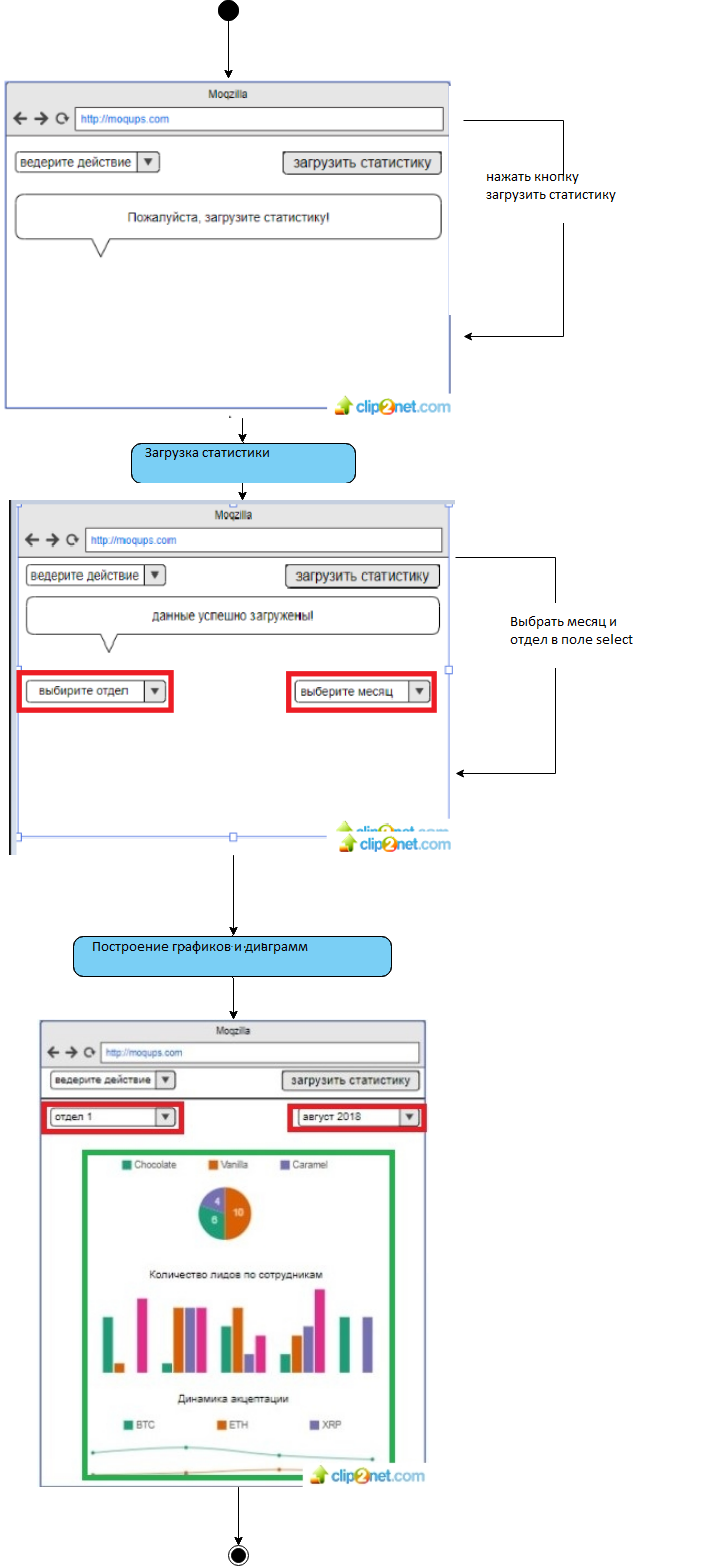 Moqzilla
http://moqups.com
ведерите действие
загрузить статистику
Пожалуйста, загрузите статистику!
нажать кнопку
загрузить статистику
clip2net.com
Загрузка статистики
Moqzilla
http://moqups.com
ведерите действие
загрузить статистику
данные успешно загружены!
Выбрать месяц и
отдел в поле select
выбирите отдел
выберите месяц
clip2net.com
clip2net.com
Построение графиков и диаграмм
Moqzilla
http://moqups.com
ведерите действие
загрузить статистику
отдел 1
август 2018
Chocolate Vanilla Caramel
4
10
6
Количество лидов по сотрудникам
Динамика акцептации
BTC ETH XRP
clip2net.com